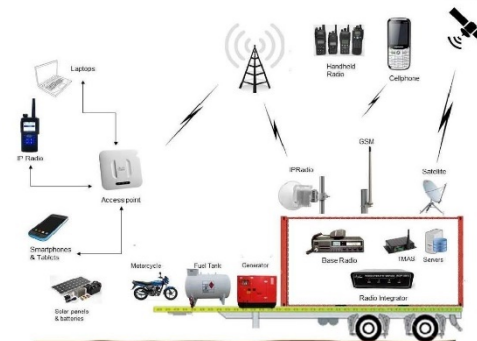 Laptops
Handheld
Radio
Cellphone
IP Radio
GSM
IPRadio
Satellite
Access point
Smartphones
& Tablets
Motorcycle
Fuel Tank
Generator
Base Radio
TMAS
Servers
Radio Integrator
Solar panels
& batteries